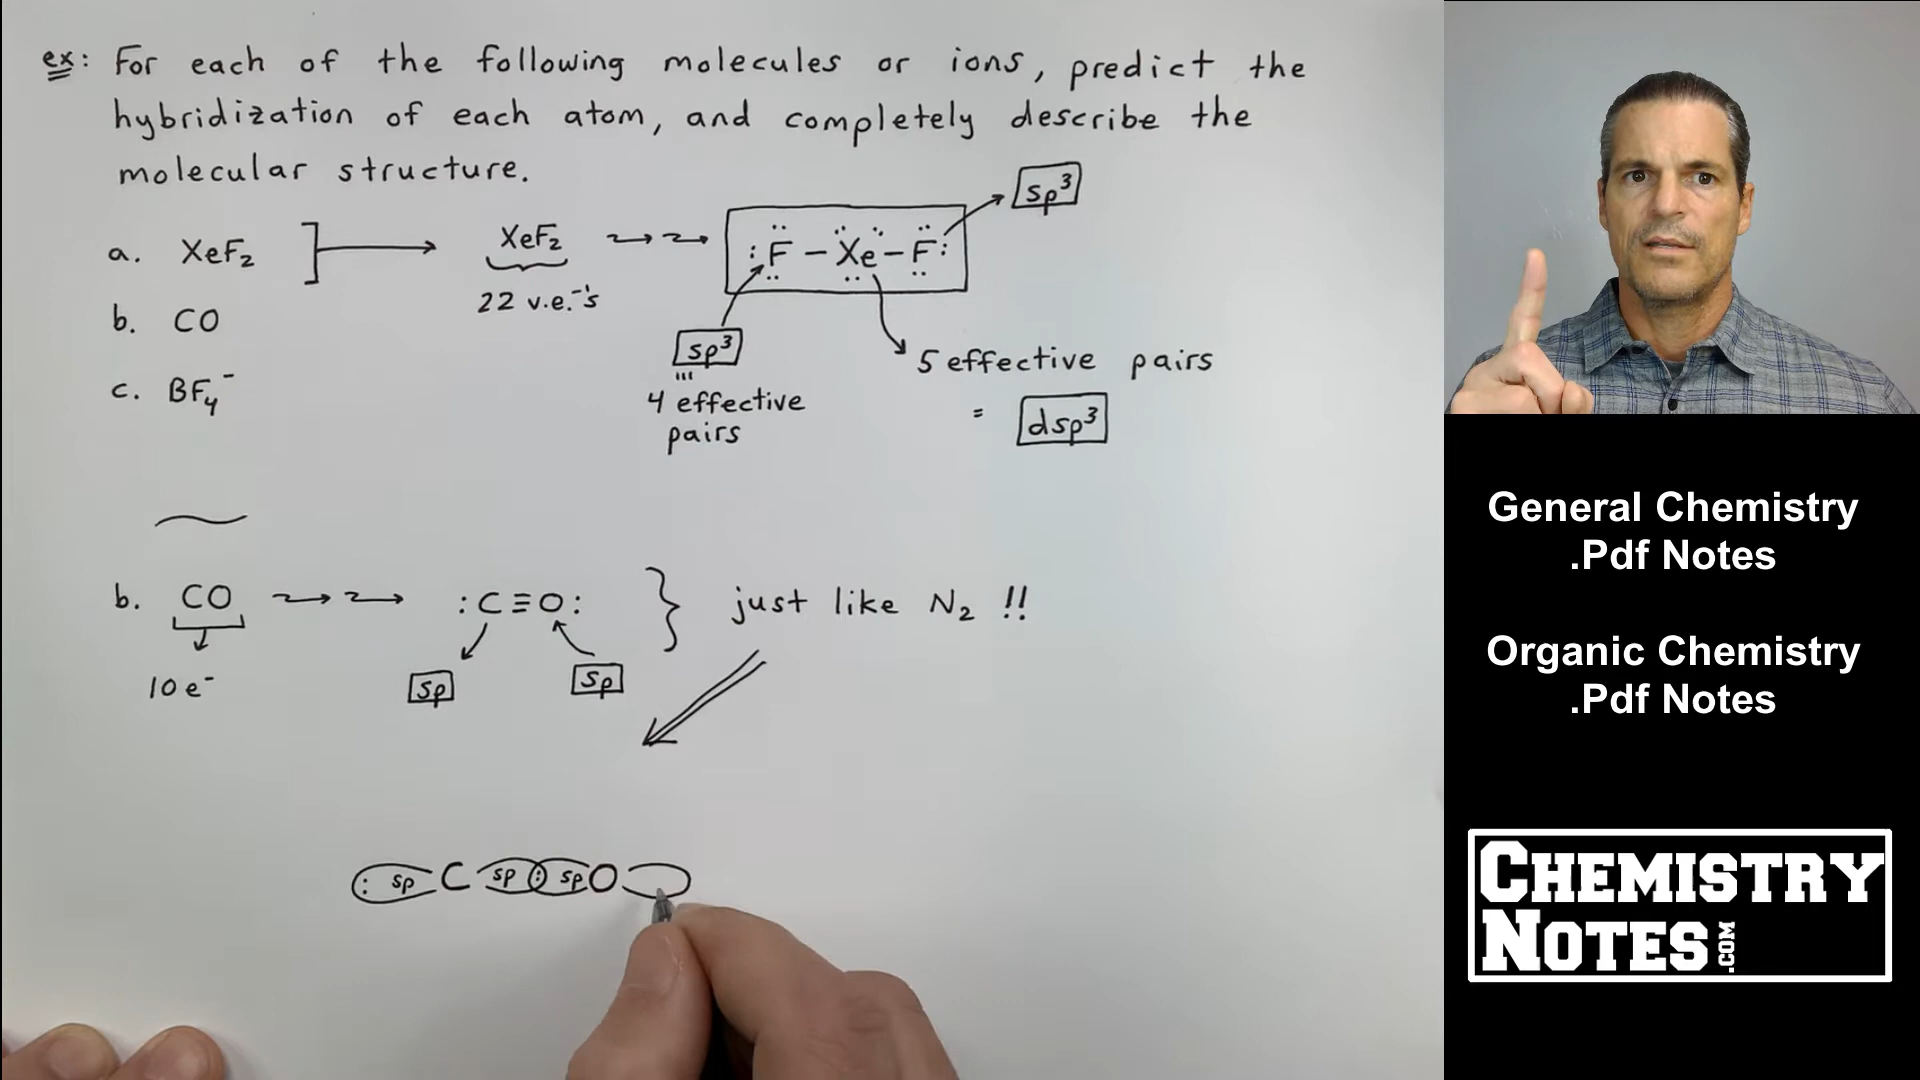 ex: For each of the following molecules or ions, predict the
hybridization of each atom, and completely describe the
molecular structure.
a. XeF₂
XeF₂
22 v.e.⁻'s
:F̤̈ – Xe – F̤̈:
sp³
sp³
4 effective
pairs
5 effective pairs
= dsp³
b. CO
c. BF₄⁻
b. CO
10 e⁻
:C≡O:
sp
sp
just like N₂ !!
: sp C sp : sp O
General Chemistry
.Pdf Notes
Organic Chemistry
.Pdf Notes
CHEMISTRY
NOTES.COM